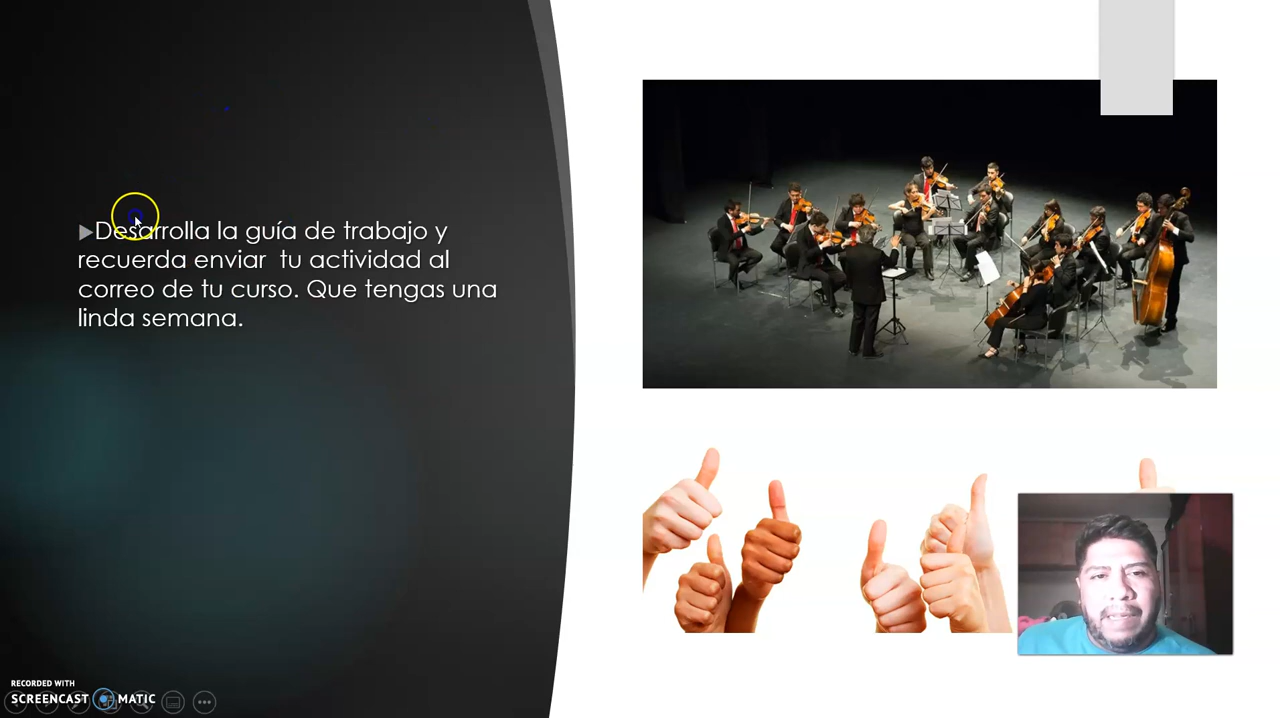 Desarrolla la guía de trabajo y
recuerda enviar tu actividad al
correo de tu curso. Que tengas una
linda semana.
RECORDED WITH
SCREENCAST MATIC